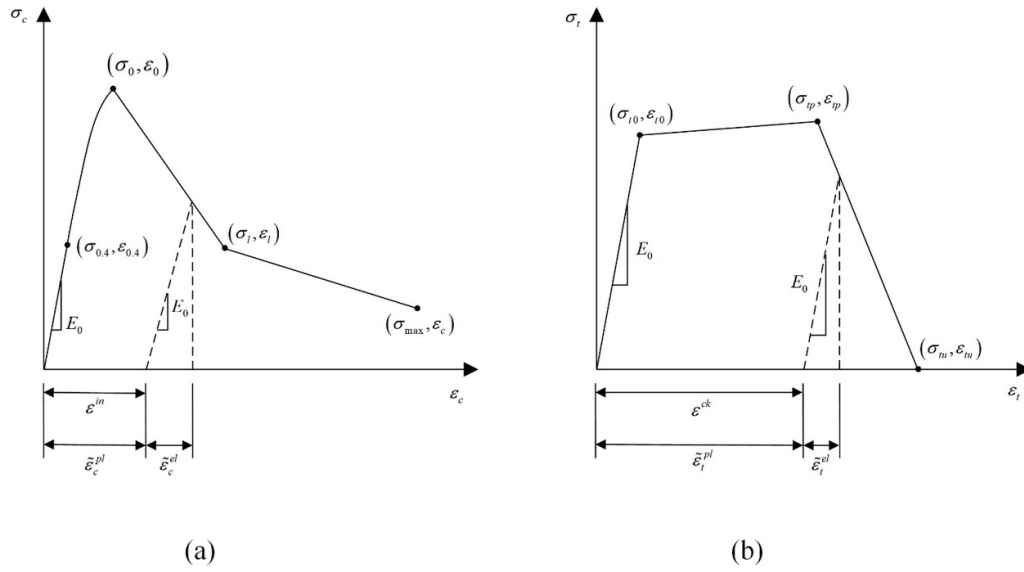 σ_c
(σ_0, ε_0)
(σ_0.4, ε_0.4)
E_0
E_0
(σ_l, ε_l)
(σ_max, ε_c)
ε_c
ε^in
ε̃_c^pl
ε̃_c^el
(a)
σ_t
(σ_t0, ε_t0)
(σ_tp, ε_tp)
E_0
E_0
(σ_tu, ε_tu)
ε_t
ε^ck
ε̃_t^pl
ε̃_t^el
(b)